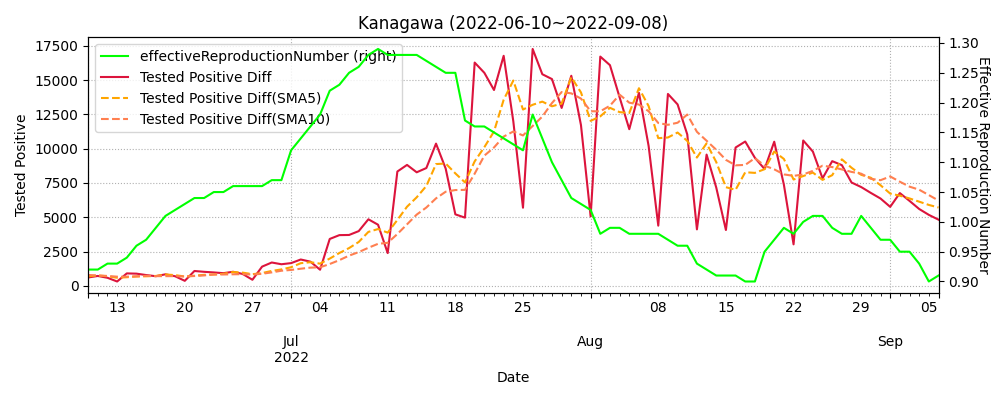 Kanagawa (2022-06-10~2022-09-08)
effectiveReproductionNumber (right)
Tested Positive Diff
Tested Positive Diff(SMA5)
Tested Positive Diff(SMA10)
Tested Positive
17500
15000
12500
10000
7500
5000
2500
0
1.30
1.25
1.20
1.15
1.10
1.05
1.00
0.95
0.90
Effective Reproduction Number
13 20 27 04 11 18 25 08 15 22 29 05
Jul Aug Sep
2022
Date